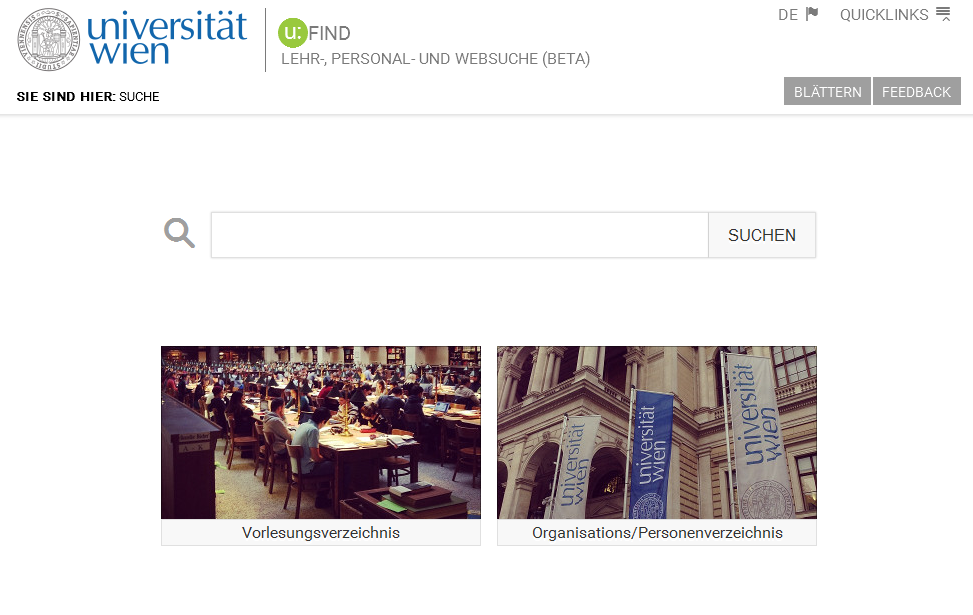 universität
wien
u:FIND
LEHR-, PERSONAL- UND WEBSUCHE (BETA)
DE
QUICKLINKS
SIE SIND HIER: SUCHE
BLÄTTERN
FEEDBACK
SUCHEN
universität
wien
universität
wien
universität
wien
Vorlesungsverzeichnis
Organisations/Personenverzeichnis